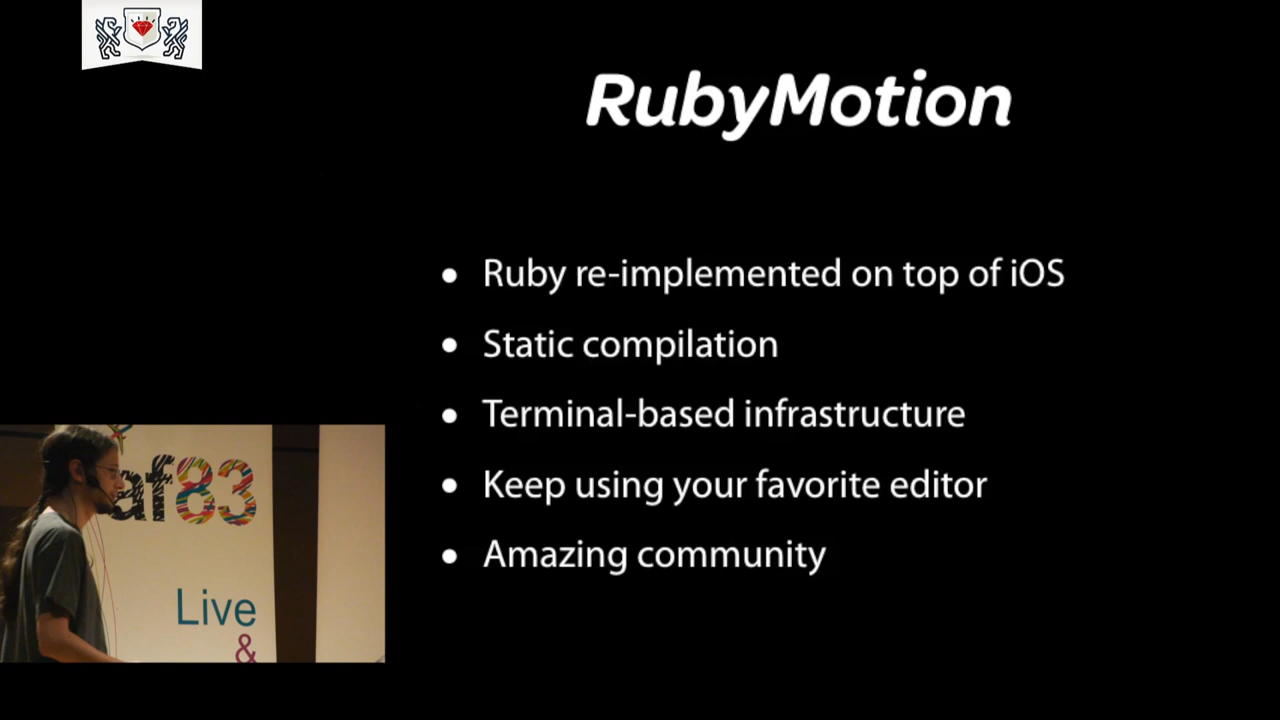 RubyMotion
Ruby re-implemented on top of iOS
Static compilation
Terminal-based infrastructure
Keep using your favorite editor
Amazing community
af83
Live
&